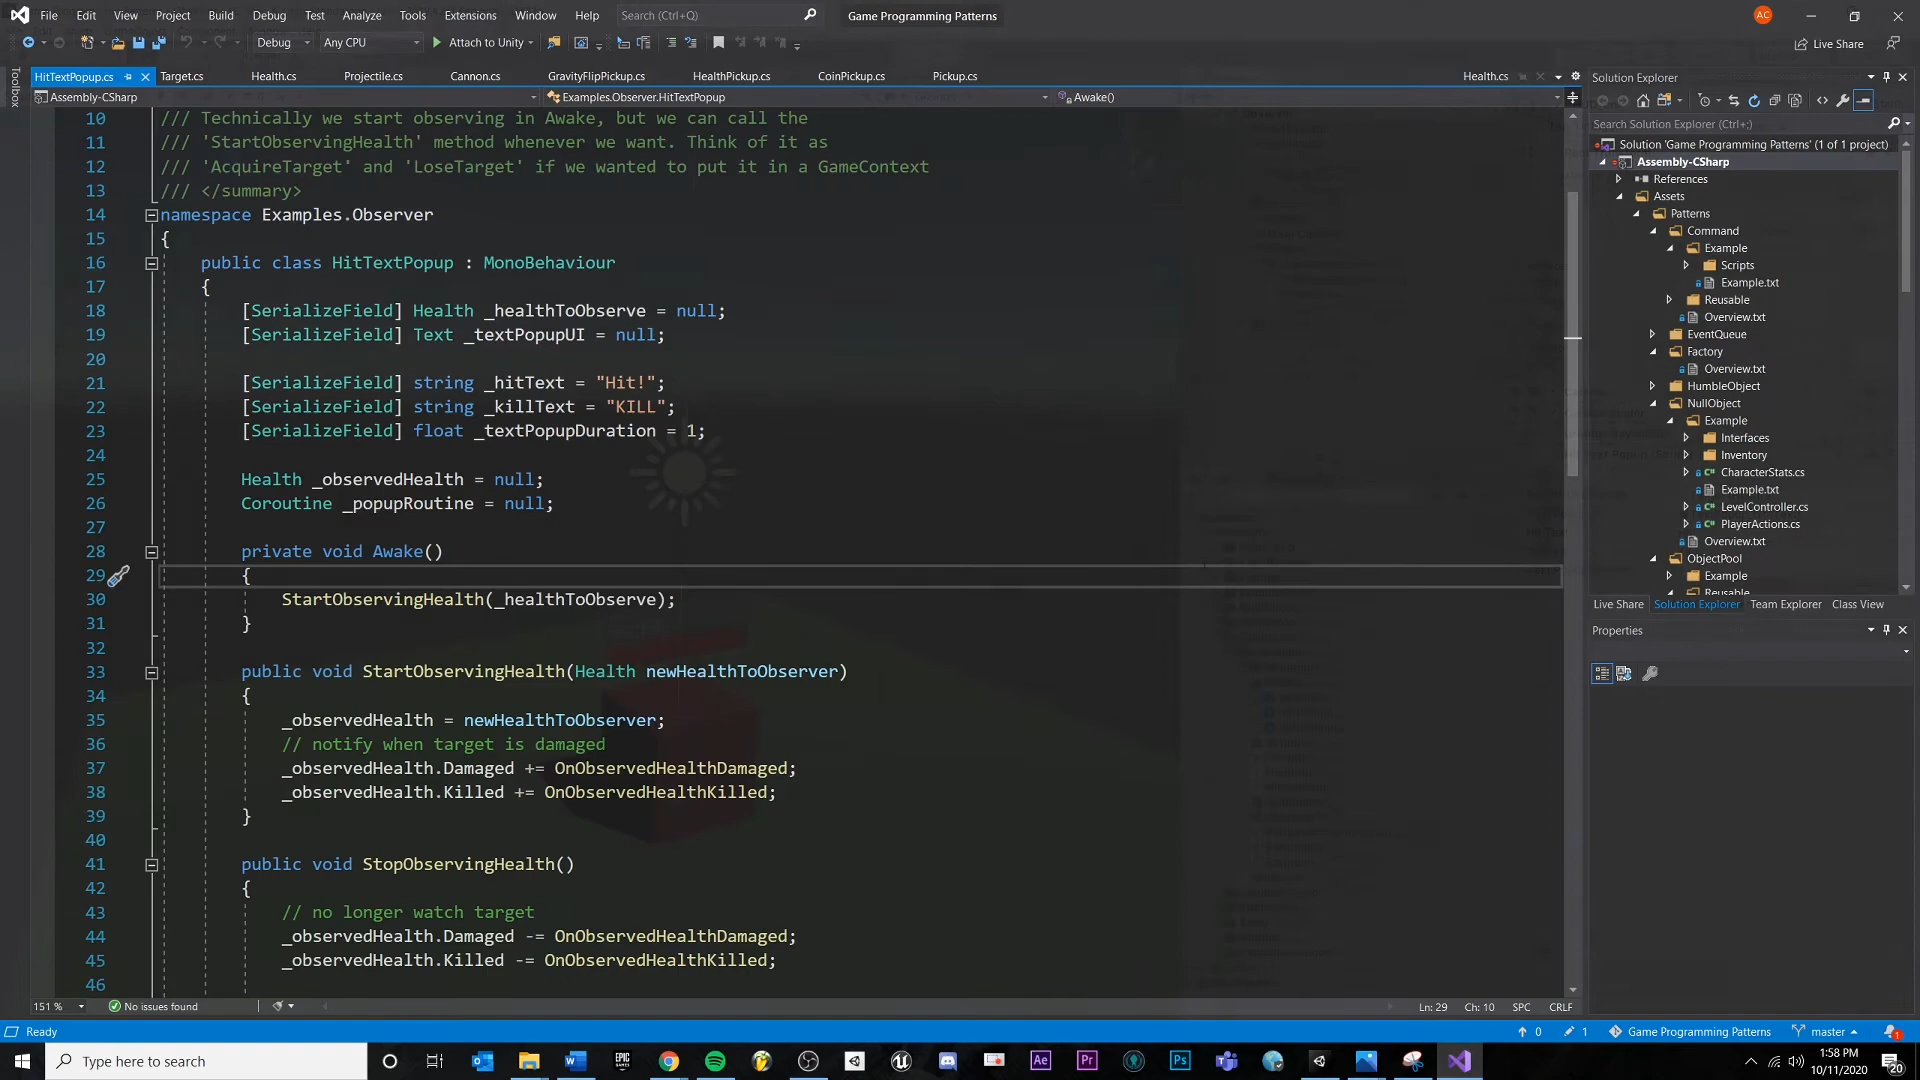 File Edit View Project Build Debug Test Analyze Tools Extensions Window Help Search (Ctrl+Q) Game Programming Patterns AC
Debug Any CPU Attach to Unity Live Share
Toolbox
HitTextPopup.cs Target.cs Health.cs Projectile.cs Cannon.cs GravityFlipPickup.cs HealthPickup.cs CoinPickup.cs Pickup.cs Health.cs
Assembly-CSharp Examples.Observer.HitTextPopup Awake()
10 /// Technically we start observing in Awake, but we can call the
11 /// 'StartObservingHealth' method whenever we want. Think of it as
12 /// 'AcquireTarget' and 'LoseTarget' if we wanted to put it in a GameContext
13 /// </summary>
14 namespace Examples.Observer
15 {
16 public class HitTextPopup : MonoBehaviour
17 {
18 [SerializeField] Health _healthToObserve = null;
19 [SerializeField] Text _textPopupUI = null;
20
21 [SerializeField] string _hitText = "Hit!";
22 [SerializeField] string _killText = "KILL";
23 [SerializeField] float _textPopupDuration = 1;
24
25 Health _observedHealth = null;
26 Coroutine _popupRoutine = null;
27
28 private void Awake()
29 {
30 StartObservingHealth(_healthToObserve);
31 }
32
33 public void StartObservingHealth(Health newHealthToObserver)
34 {
35 _observedHealth = newHealthToObserver;
36 // notify when target is damaged
37 _observedHealth.Damaged += OnObservedHealthDamaged;
38 _observedHealth.Killed += OnObservedHealthKilled;
39 }
40
41 public void StopObservingHealth()
42 {
43 // no longer watch target
44 _observedHealth.Damaged -= OnObservedHealthDamaged;
45 _observedHealth.Killed -= OnObservedHealthKilled;
46
151 % No issues found Ln: 29 Ch: 10 SPC CRLF
Solution Explorer
Search Solution Explorer (Ctrl+;)
Solution 'Game Programming Patterns' (1 of 1 project)
Assembly-CSharp
References
Assets
Patterns
Command
Example
Scripts
Example.txt
Reusable
Overview.txt
EventQueue
Factory
Overview.txt
HumbleObject
NullObject
Example
Interfaces
Inventory
CharacterStats.cs
Example.txt
LevelController.cs
PlayerActions.cs
Overview.txt
ObjectPool
Example
Reusable
Live Share Solution Explorer Team Explorer Class View
Properties
Ready 0 1 Game Programming Patterns master 1
Type here to search
EPIC GAMES Ae Pr Ps
1:58 PM
10/11/2020
20